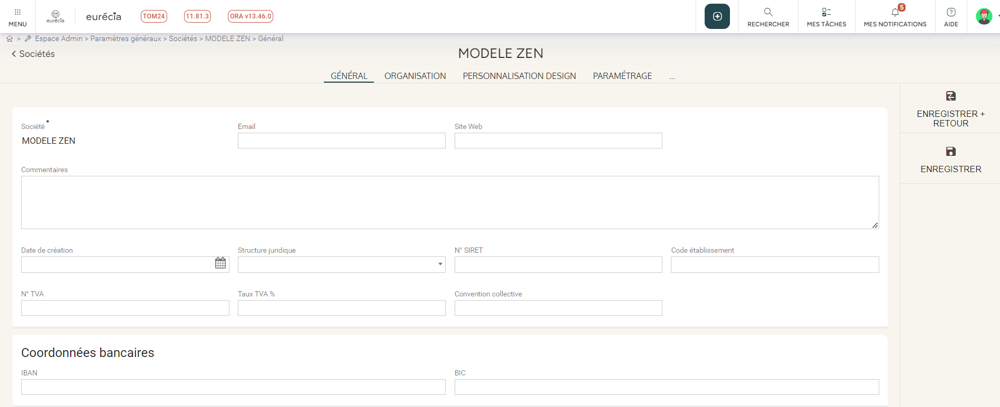 MENU
eurécia
eurécia
TOM24
11.81.3
ORA v13.46.0
RECHERCHER
MES TÂCHES
5
MES NOTIFICATIONS
AIDE
> Espace Admin > Paramètres généraux > Sociétés > MODELE ZEN > Général
Sociétés
MODELE ZEN
GÉNÉRAL ORGANISATION PERSONNALISATION DESIGN PARAMÉTRAGE ...
ENREGISTRER +
RETOUR
ENREGISTRER
Société *
MODELE ZEN
Email
Site Web
Commentaires
Date de création
Structure juridique
N° SIRET
Code établissement
N° TVA
Taux TVA %
Convention collective
Coordonnées bancaires
IBAN
BIC